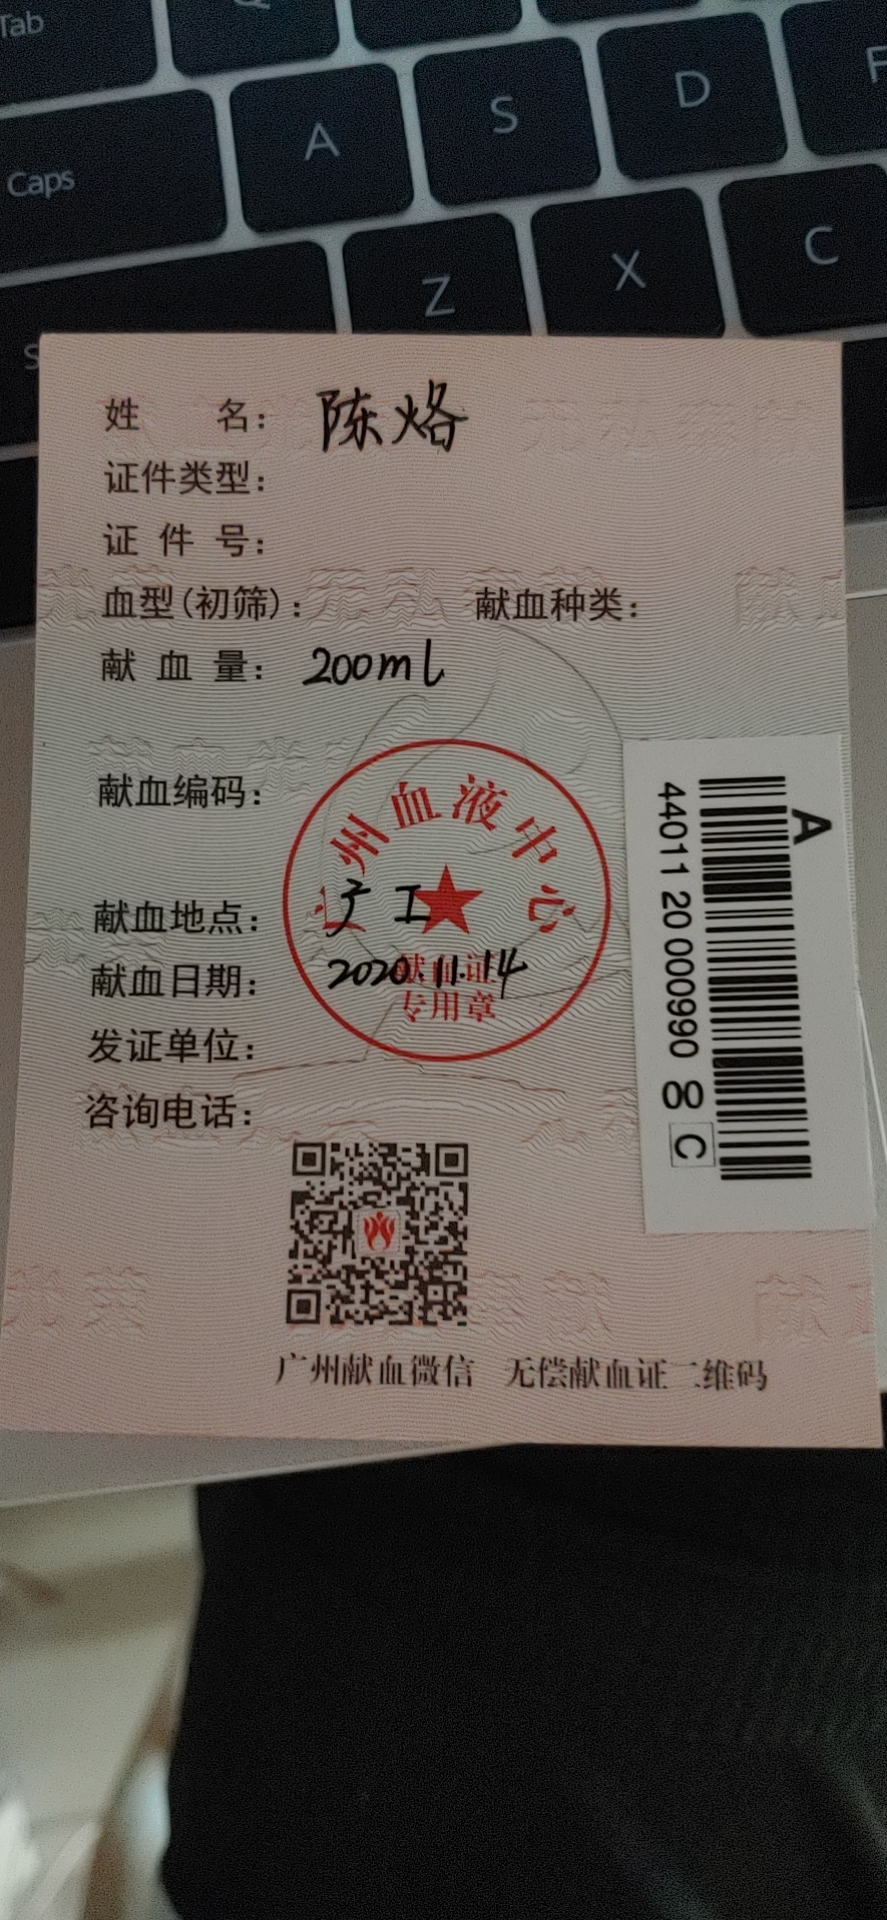 Tab
Q
Caps
A
S
D
F
Z
X
C
S
姓 名： 陈烙
证件类型：
证 件 号：
血型(初筛)： 献血种类：
献 血 量： 200ml
献血编码：
广州血液中心
献血地点： 广工
献血日期： 2020.11.14
献血证
专用章
发证单位：
咨询电话：
A
44011 20 000990 00 C
广州献血微信 无偿献血证二维码